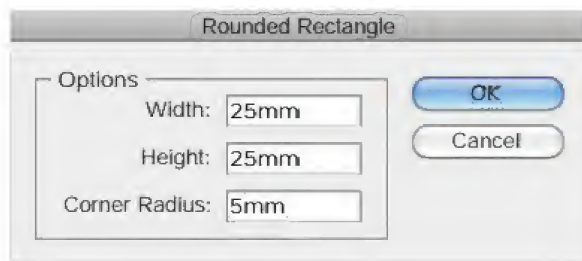 Rounded Rectangle
Options
Width: 25mm
OK
Height: 25mm
Cancel
Corner Radius: 5mm